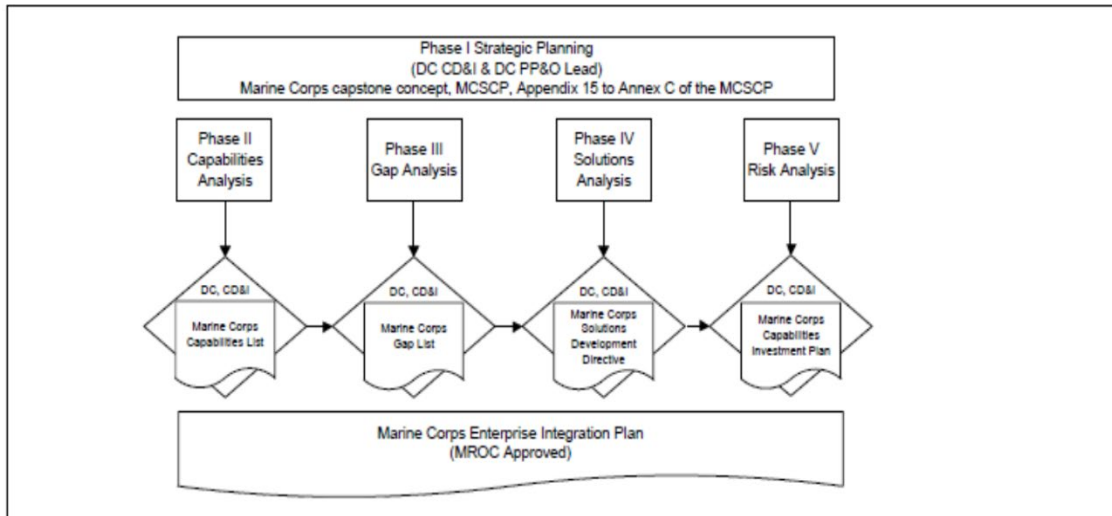 Phase I Strategic Planning
(DC CD&I & DC PP&O Lead)
Marine Corps capstone concept, MCSCP, Appendix 15 to Annex C of the MCSCP
Phase II
Capabilities
Analysis
Phase III
Gap Analysis
Phase IV
Solutions
Analysis
Phase V
Risk Analysis
DC, CD&I
Marine Corps
Capabilities List
DC, CD&I
Marine Corps
Gap List
DC, CD&I
Marine Corps
Solutions
Development
Directive
DC, CD&I
Marine Corps
Capabilities
Investment Plan
Marine Corps Enterprise Integration Plan
(MROC Approved)